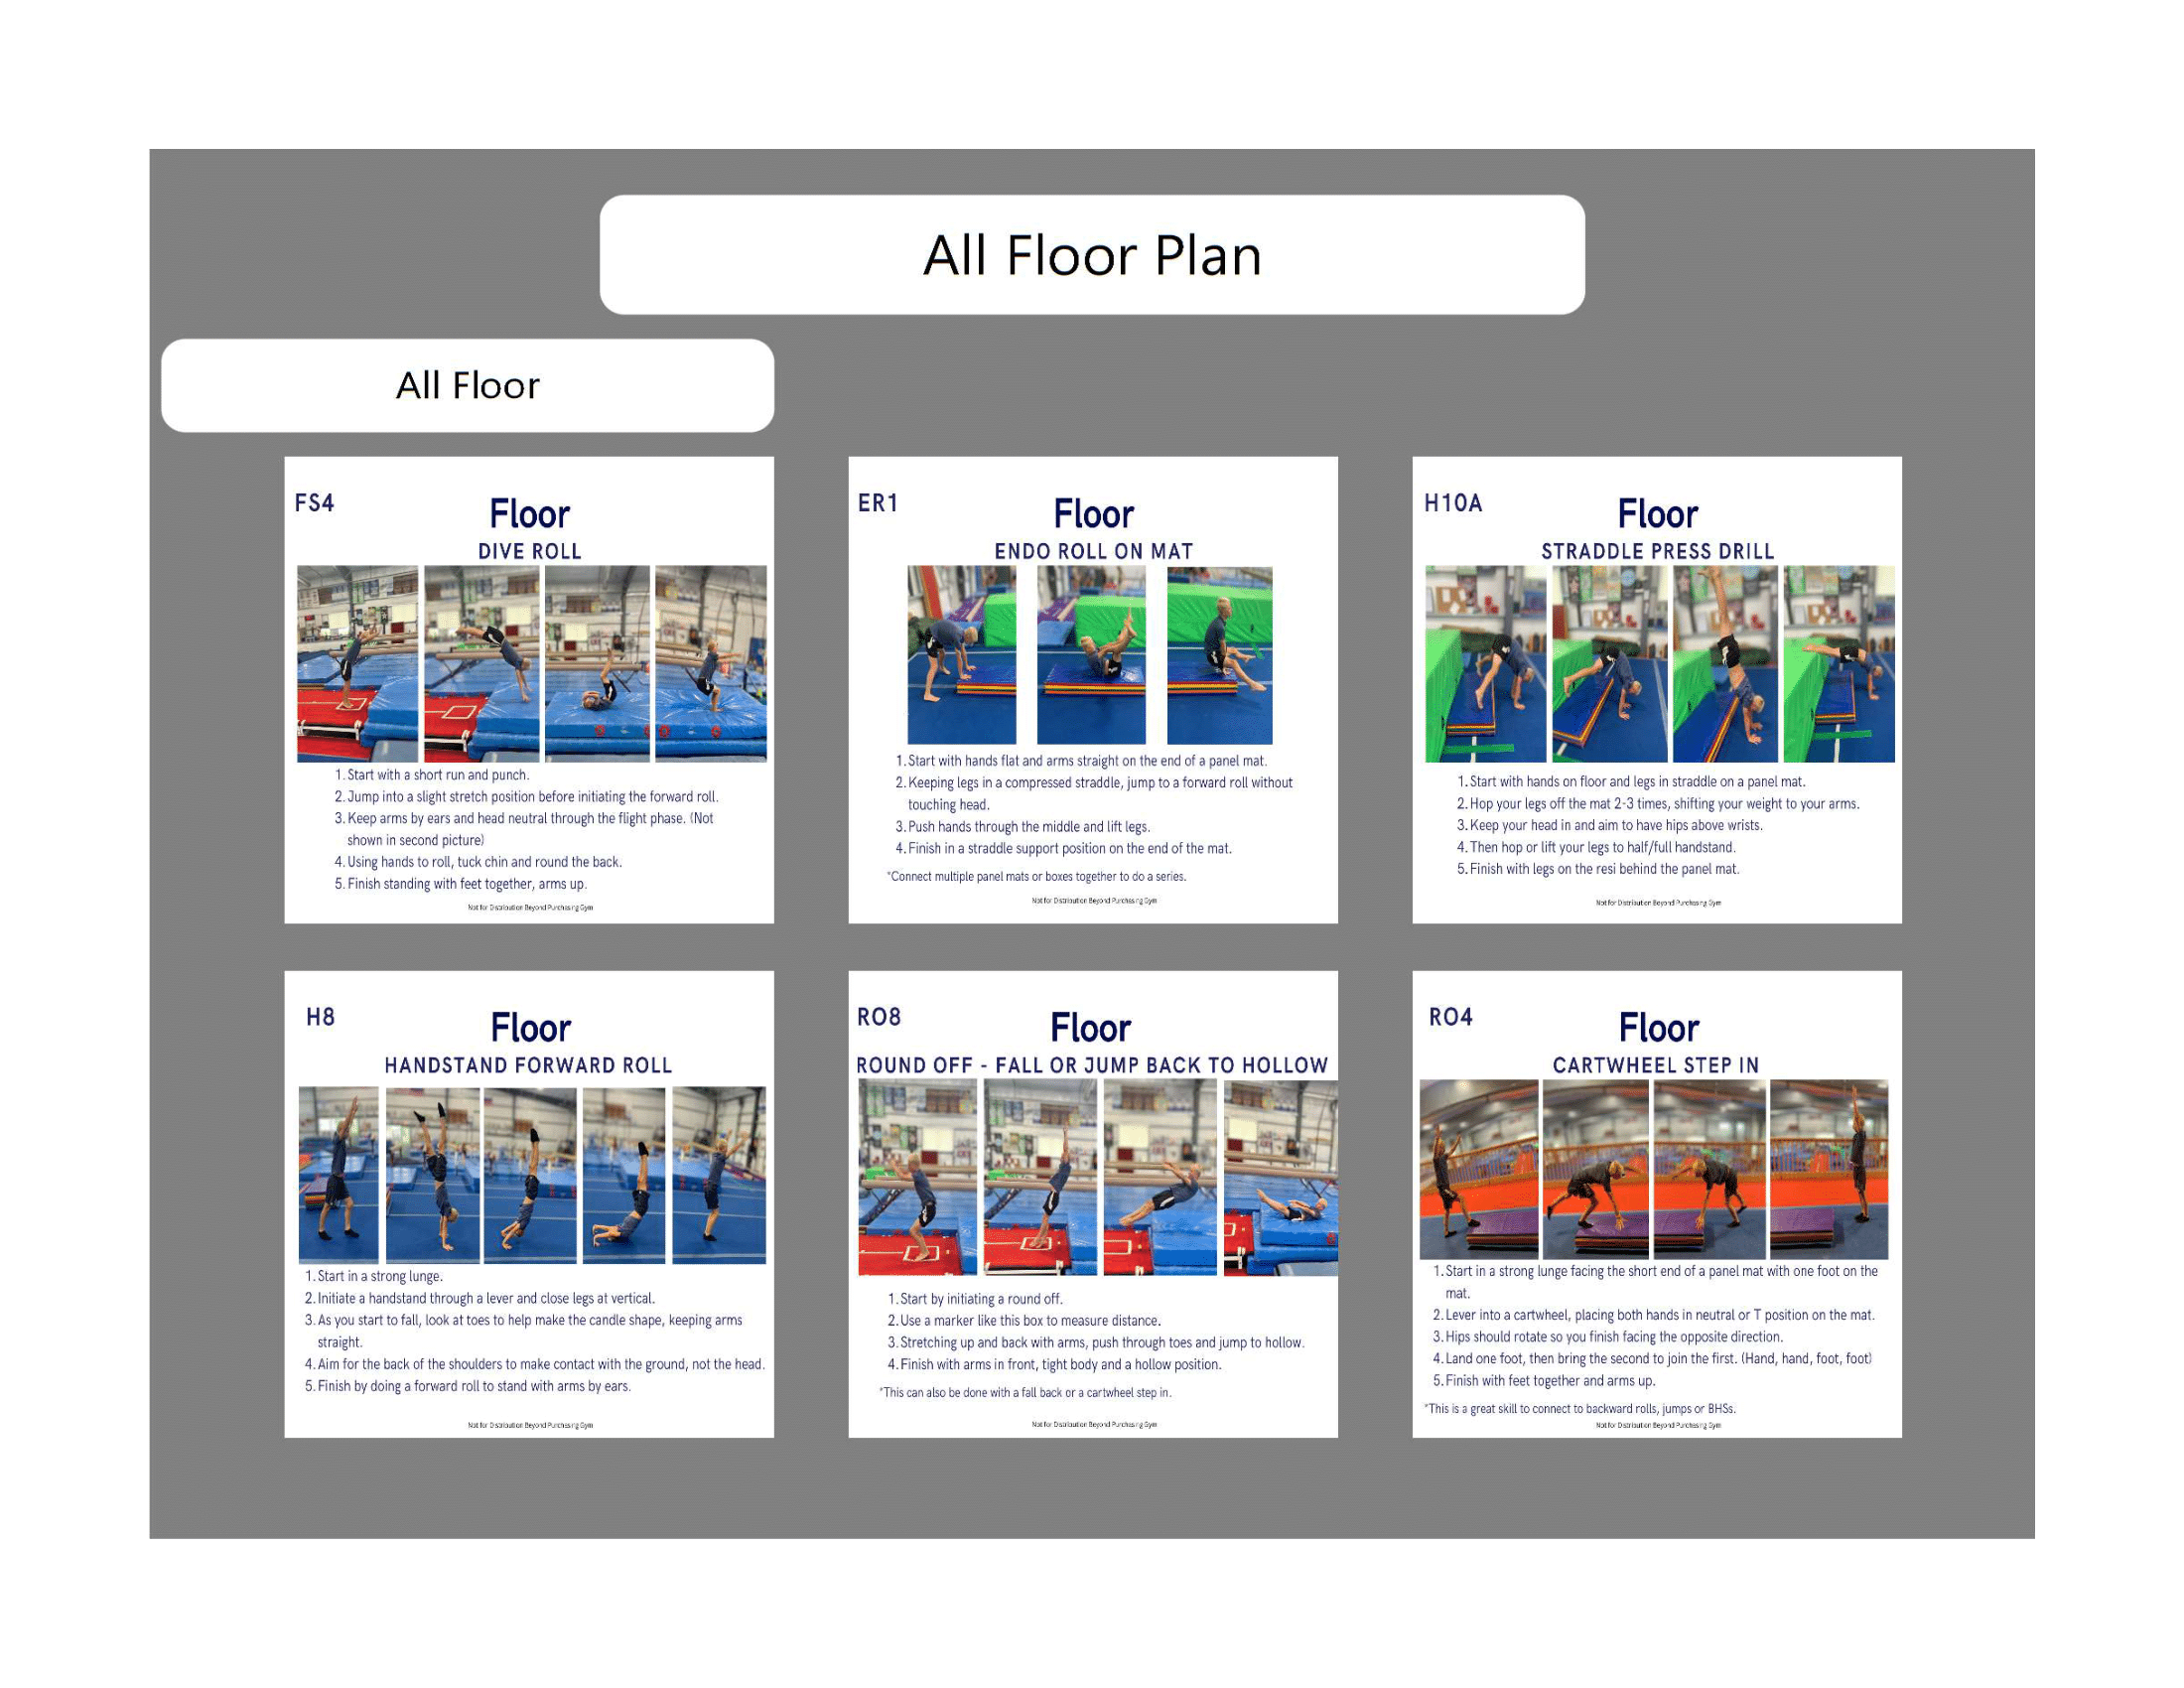 All Floor Plan
All Floor
FS4
Floor
DIVE ROLL
1. Start with a short run and punch.
2. Jump into a slight stretch position before initiating the forward roll.
3. Keep arms by ears and head neutral through the flight phase. (Not
shown in second picture)
4. Using hands to roll, tuck chin and round the back.
5. Finish standing with feet together, arms up.
Not for Distribution Beyond Purchasing Gym
ER1
Floor
ENDO ROLL ON MAT
1. Start with hands flat and arms straight on the end of a panel mat.
2. Keeping legs in a compressed straddle, jump to a forward roll without
touching head.
3. Push hands through the middle and lift legs.
4. Finish in a straddle support position on the end of the mat.
*Connect multiple panel mats or boxes together to do a series.
Not for Distribution Beyond Purchasing Gym
H10A
Floor
STRADDLE PRESS DRILL
1. Start with hands on floor and legs in straddle on a panel mat.
2. Hop your legs off the mat 2-3 times, shifting your weight to your arms.
3. Keep your head in and aim to have hips above wrists.
4. Then hop or lift your legs to half/full handstand.
5. Finish with legs on the resi behind the panel mat.
Not for Distribution Beyond Purchasing Gym
H8
Floor
HANDSTAND FORWARD ROLL
1. Start in a strong lunge.
2. Initiate a handstand through a lever and close legs at vertical.
3. As you start to fall, look at toes to help make the candle shape, keeping arms
straight.
4. Aim for the back of the shoulders to make contact with the ground, not the head.
5. Finish by doing a forward roll to stand with arms by ears.
Not for Distribution Beyond Purchasing Gym
RO8
Floor
ROUND OFF - FALL OR JUMP BACK TO HOLLOW
1. Start by initiating a round off.
2. Use a marker like this box to measure distance.
3. Stretching up and back with arms, push through toes and jump to hollow.
4. Finish with arms in front, tight body and a hollow position.
*This can also be done with a fall back or a cartwheel step in.
Not for Distribution Beyond Purchasing Gym
RO4
Floor
CARTWHEEL STEP IN
1. Start in a strong lunge facing the short end of a panel mat with one foot on the
mat.
2. Lever into a cartwheel, placing both hands in neutral or T position on the mat.
3. Hips should rotate so you finish facing the opposite direction.
4. Land one foot, then bring the second to join the first. (Hand, hand, foot, foot)
5. Finish with feet together and arms up.
*This is a great skill to connect to backward rolls, jumps or BHSs.
Not for Distribution Beyond Purchasing Gym